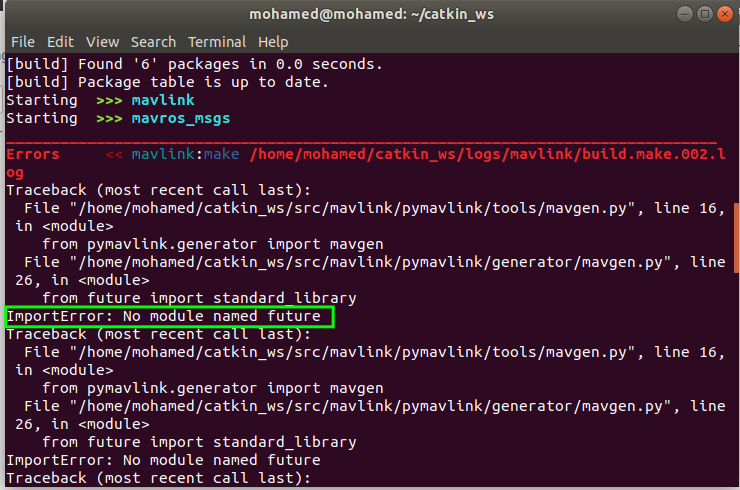 mohamed@mohamed: ~/catkin_ws
File Edit View Search Terminal Help
[build] Found '6' packages in 0.0 seconds.
[build] Package table is up to date.
Starting >>> mavlink
Starting >>> mavros_msgs
Errors << mavlink:make /home/mohamed/catkin_ws/logs/mavlink/build.make.002.l
og
Traceback (most recent call last):
File "/home/mohamed/catkin_ws/src/mavlink/pymavlink/tools/mavgen.py", line 16,
in <module>
from pymavlink.generator import mavgen
File "/home/mohamed/catkin_ws/src/mavlink/pymavlink/generator/mavgen.py", line
26, in <module>
from future import standard_library
ImportError: No module named future
Traceback (most recent call last):
File "/home/mohamed/catkin_ws/src/mavlink/pymavlink/tools/mavgen.py", line 16,
in <module>
from pymavlink.generator import mavgen
File "/home/mohamed/catkin_ws/src/mavlink/pymavlink/generator/mavgen.py", line
26, in <module>
from future import standard_library
ImportError: No module named future
Traceback (most recent call last):